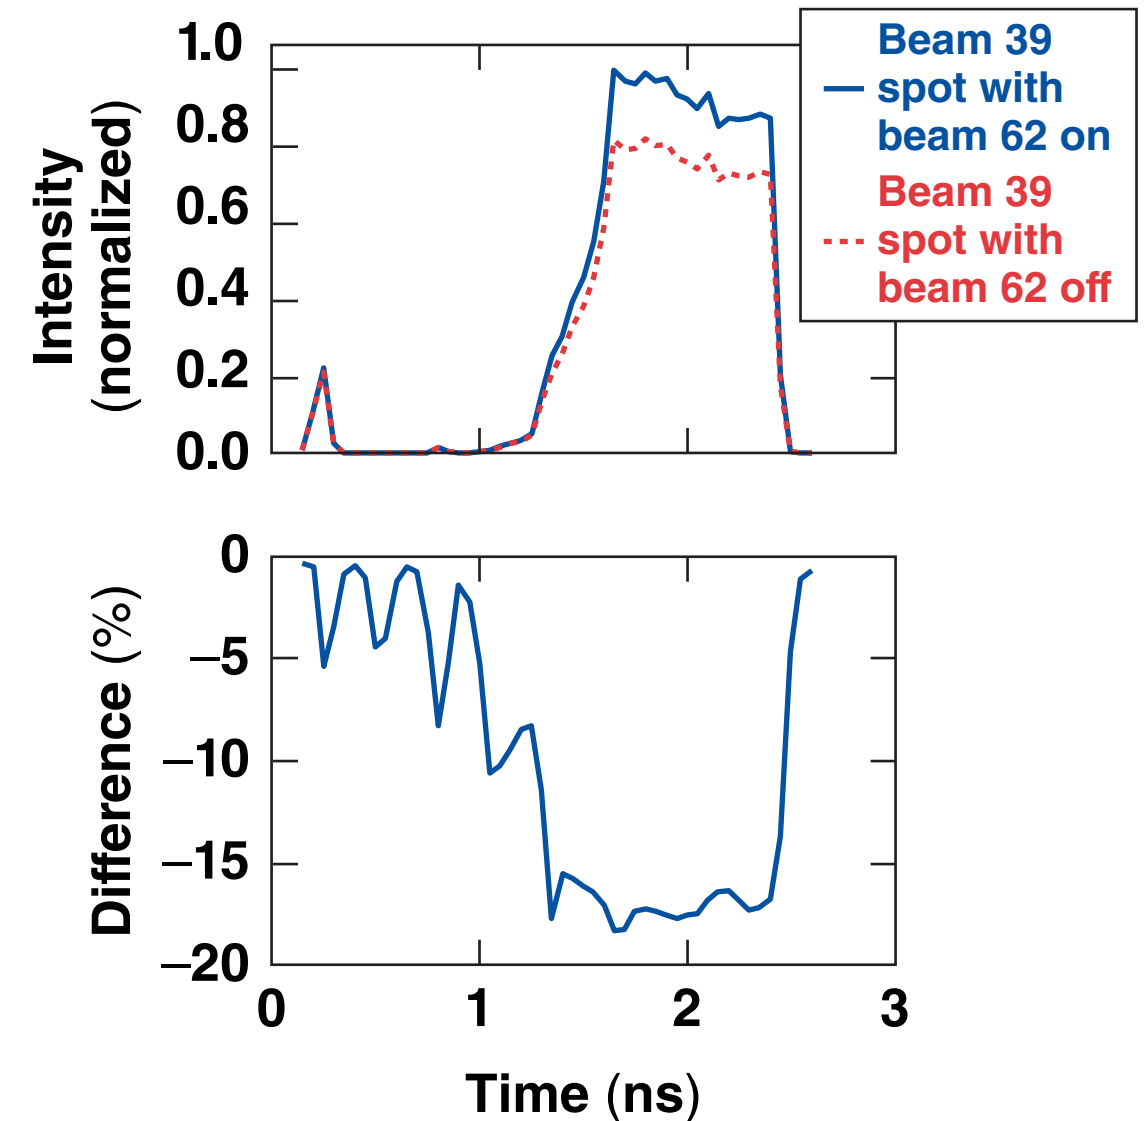 Intensity
(normalized)
1.0
0.8
0.6
0.4
0.2
0.0
Beam 39
spot with
beam 62 on
Beam 39
spot with
beam 62 off
Difference (%)
0
–5
–10
–15
–20
0 1 2 3
Time (ns)